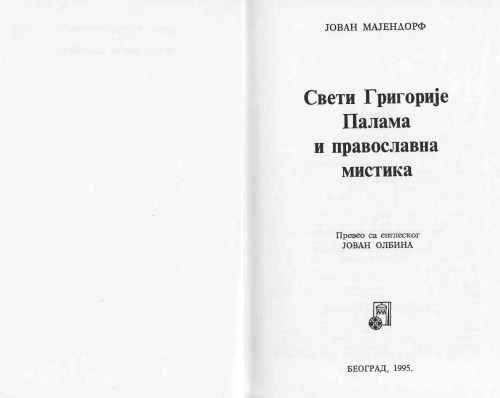 ЈОВАН МАЈЕНДОРФ
Свети Григорије
Палама
и православна
мистика
Превео са енглеског
ЈОВАН ОЛБИНА
БЕОГРАД, 1995.